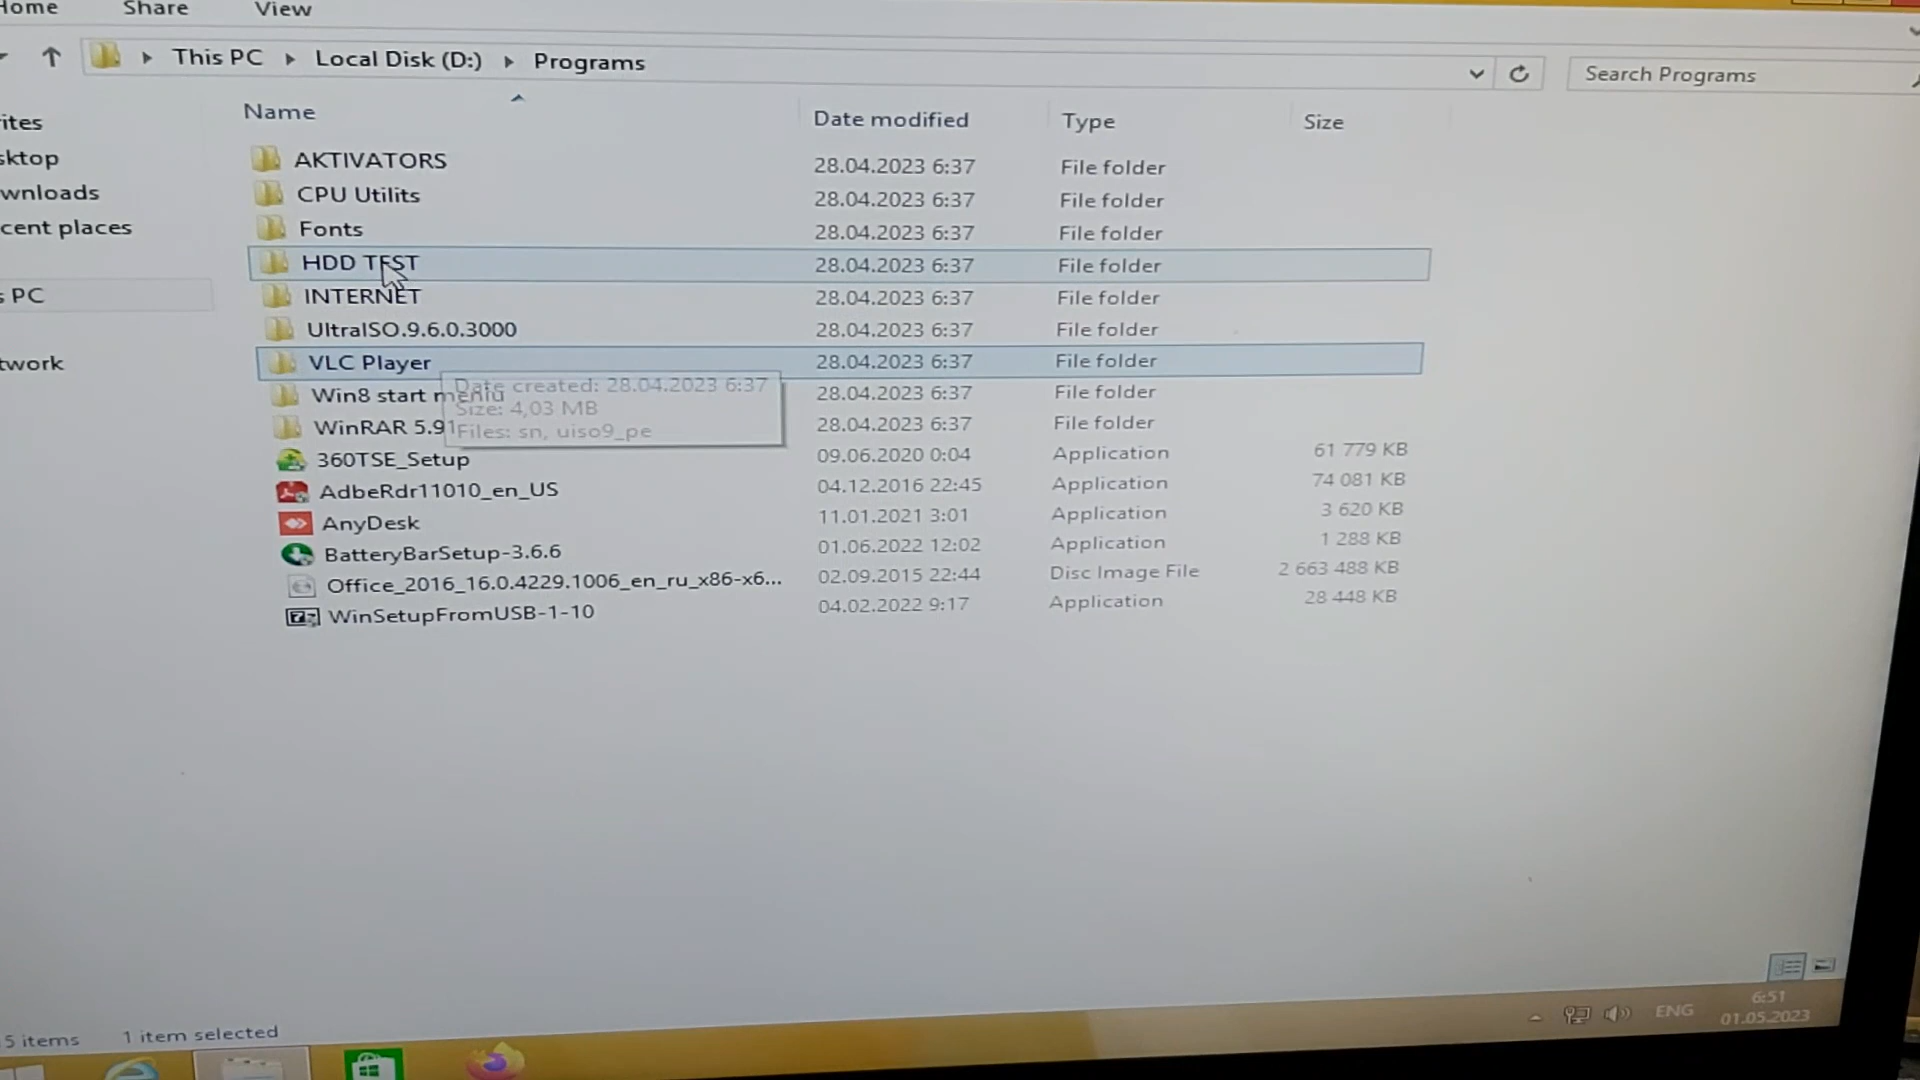 Home Share View
This PC Local Disk (D:) Programs Search Programs
Name Date modified Type Size
ites
sktop
wnloads
cent places
s PC
twork
AKTIVATORS 28.04.2023 6:37 File folder
CPU Utilits 28.04.2023 6:37 File folder
Fonts 28.04.2023 6:37 File folder
HDD TEST 28.04.2023 6:37 File folder
INTERNET 28.04.2023 6:37 File folder
UltraISO.9.6.0.3000 28.04.2023 6:37 File folder
VLC Player 28.04.2023 6:37 File folder
Win8 start meniu 28.04.2023 6:37 File folder
WinRAR 5.91 28.04.2023 6:37 File folder
Date created: 28.04.2023 6:37
Size: 4,03 MB
Files: sn, uiso9_pe
360TSE_Setup 09.06.2020 0:04 Application 61 779 KB
AdbeRdr11010_en_US 04.12.2016 22:45 Application 74 081 KB
AnyDesk 11.01.2021 3:01 Application 3 620 KB
BatteryBarSetup-3.6.6 01.06.2022 12:02 Application 1 288 KB
Office_2016_16.0.4229.1006_en_ru_x86-x6... 02.09.2015 22:44 Disc Image File 2 663 488 KB
WinSetupFromUSB-1-10 04.02.2022 9:17 Application 28 448 KB
5 items 1 item selected
ENG 6:51
01.05.2023